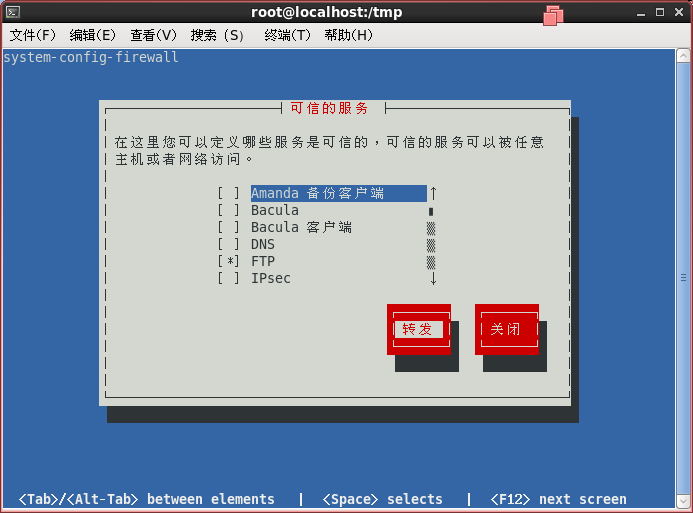 root@localhost:/tmp
文件(F) 编辑(E) 查看(V) 搜索 (S) 终端(T) 帮助(H)
system-config-firewall
可信的服务
在这里您可以定义哪些服务是可信的，可信的服务可以被任意
主机或者网络访问。
[ ] Amanda 备份客户端 ↑
[ ] Bacula
[ ] Bacula 客户端
[ ] DNS
[*] FTP
[ ] IPsec ↓
转发 关闭
<Tab>/<Alt-Tab> between elements | <Space> selects | <F12> next screen